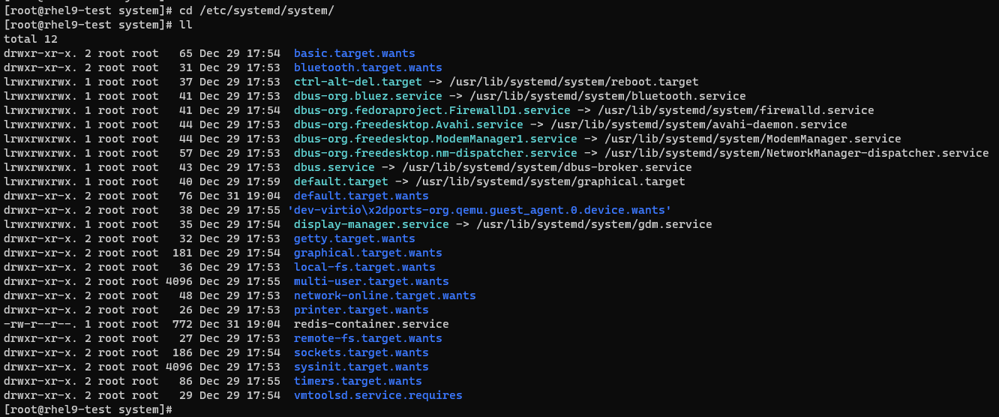 [root@rhel9-test system]# cd /etc/systemd/system/
[root@rhel9-test system]# ll
total 12
drwxr-xr-x. 2 root root   65 Dec 29 17:54  basic.target.wants
drwxr-xr-x. 2 root root   31 Dec 29 17:53  bluetooth.target.wants
lrwxrwxrwx. 1 root root   37 Dec 29 17:53  ctrl-alt-del.target -> /usr/lib/systemd/system/reboot.target
lrwxrwxrwx. 1 root root   41 Dec 29 17:53  dbus-org.bluez.service -> /usr/lib/systemd/system/bluetooth.service
lrwxrwxrwx. 1 root root   41 Dec 29 17:54  dbus-org.fedoraproject.FirewallD1.service -> /usr/lib/systemd/system/firewalld.service
lrwxrwxrwx. 1 root root   44 Dec 29 17:53  dbus-org.freedesktop.Avahi.service -> /usr/lib/systemd/system/avahi-daemon.service
lrwxrwxrwx. 1 root root   44 Dec 29 17:53  dbus-org.freedesktop.ModemManager1.service -> /usr/lib/systemd/system/ModemManager.service
lrwxrwxrwx. 1 root root   57 Dec 29 17:53  dbus-org.freedesktop.nm-dispatcher.service -> /usr/lib/systemd/system/NetworkManager-dispatcher.service
lrwxrwxrwx. 1 root root   43 Dec 29 17:53  dbus.service -> /usr/lib/systemd/system/dbus-broker.service
lrwxrwxrwx. 1 root root   40 Dec 29 17:59  default.target -> /usr/lib/systemd/system/graphical.target
drwxr-xr-x. 2 root root   76 Dec 31 19:04  default.target.wants
drwxr-xr-x. 2 root root   38 Dec 29 17:55 'dev-virtio\x2dports-org.qemu.guest_agent.0.device.wants'
lrwxrwxrwx. 1 root root   35 Dec 29 17:54  display-manager.service -> /usr/lib/systemd/system/gdm.service
drwxr-xr-x. 2 root root   32 Dec 29 17:53  getty.target.wants
drwxr-xr-x. 2 root root  181 Dec 29 17:54  graphical.target.wants
drwxr-xr-x. 2 root root   36 Dec 29 17:53  local-fs.target.wants
drwxr-xr-x. 2 root root 4096 Dec 29 17:55  multi-user.target.wants
drwxr-xr-x. 2 root root   48 Dec 29 17:53  network-online.target.wants
drwxr-xr-x. 2 root root   26 Dec 29 17:53  printer.target.wants
-rw-r--r--. 1 root root  772 Dec 31 19:04  redis-container.service
drwxr-xr-x. 2 root root   27 Dec 29 17:53  remote-fs.target.wants
drwxr-xr-x. 2 root root  186 Dec 29 17:54  sockets.target.wants
drwxr-xr-x. 2 root root 4096 Dec 29 17:53  sysinit.target.wants
drwxr-xr-x. 2 root root   86 Dec 29 17:55  timers.target.wants
drwxr-xr-x. 2 root root   29 Dec 29 17:54  vmtoolsd.service.requires
[root@rhel9-test system]#